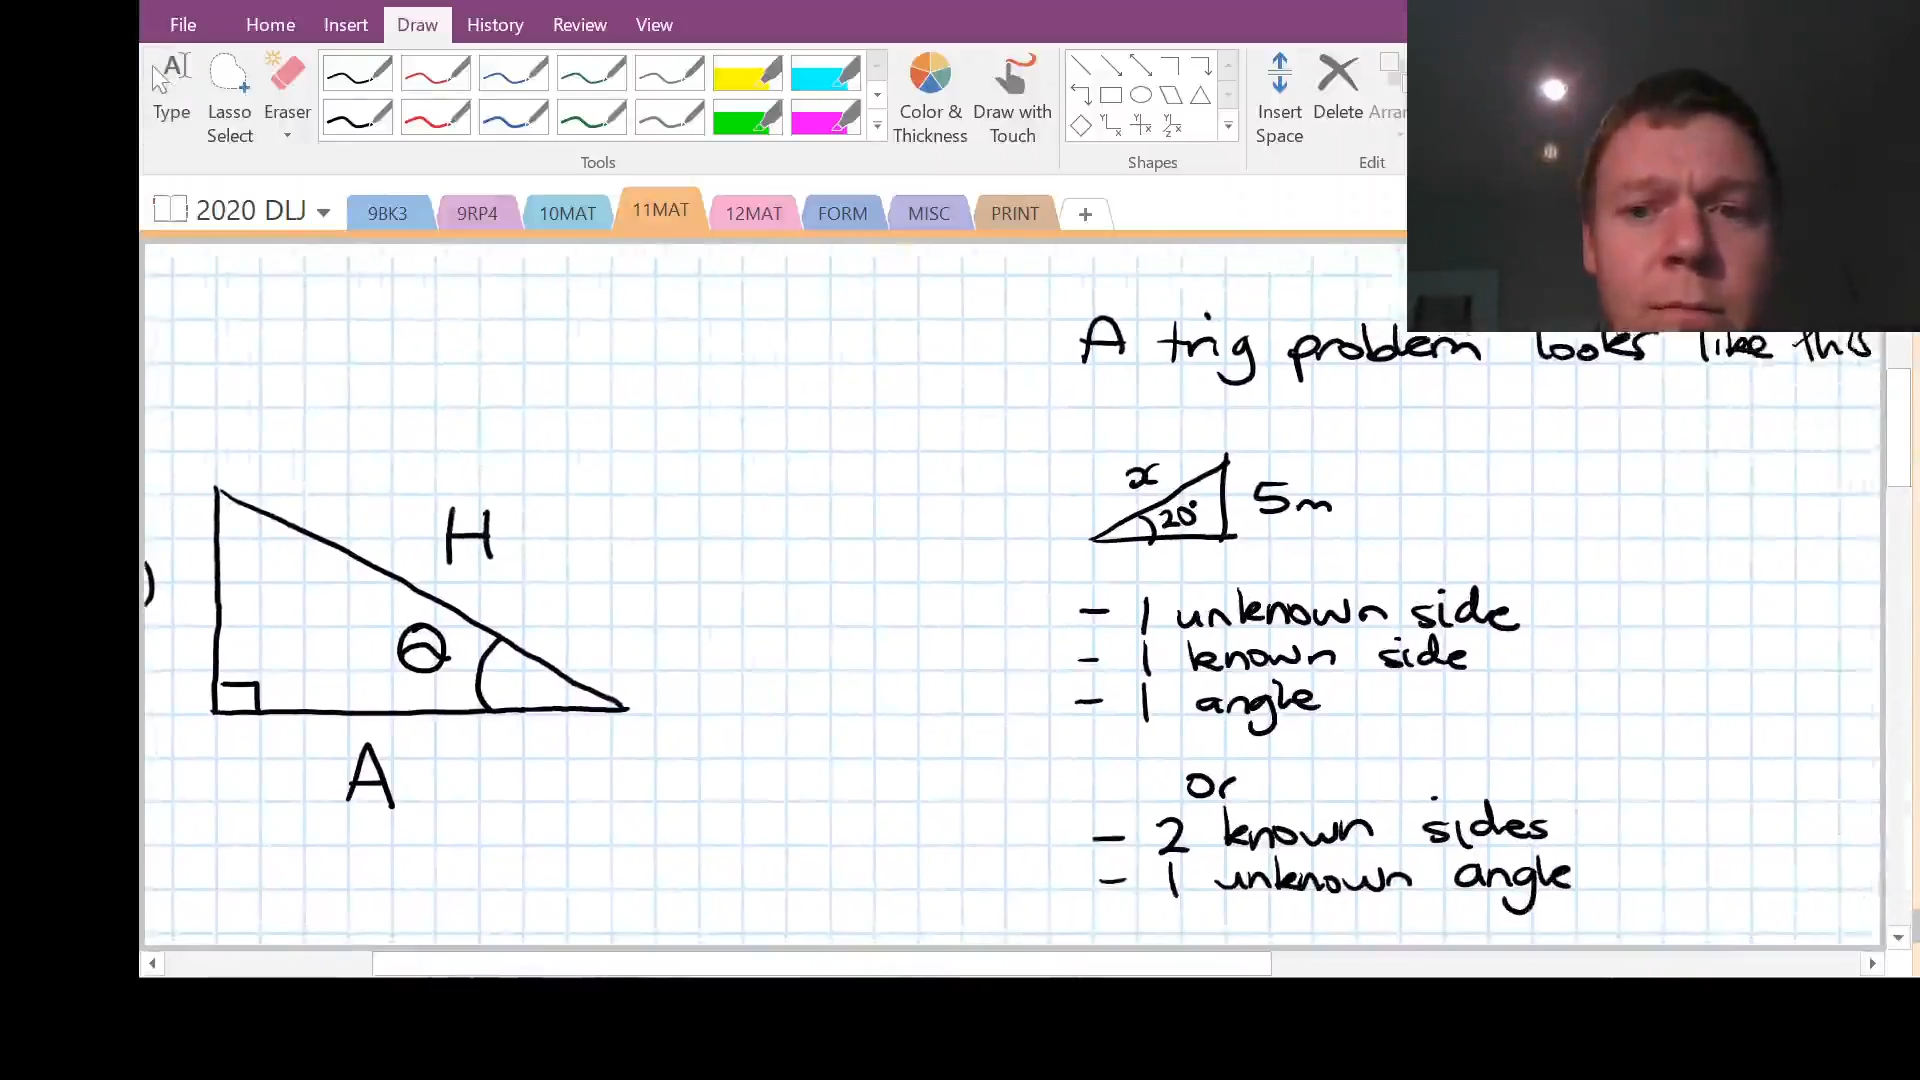 File Home Insert Draw History Review View
Type Lasso Select Eraser Color & Thickness Draw with Touch Insert Space Delete Arran
Tools Shapes Edit
2020 DLJ 9BK3 9RP4 10MAT 11MAT 12MAT FORM MISC PRINT +
A trig problem looks like this
x
20° 5m
H
Θ
A
- 1 unknown side
- 1 known side
- 1 angle
or
- 2 known sides
- 1 unknown angle